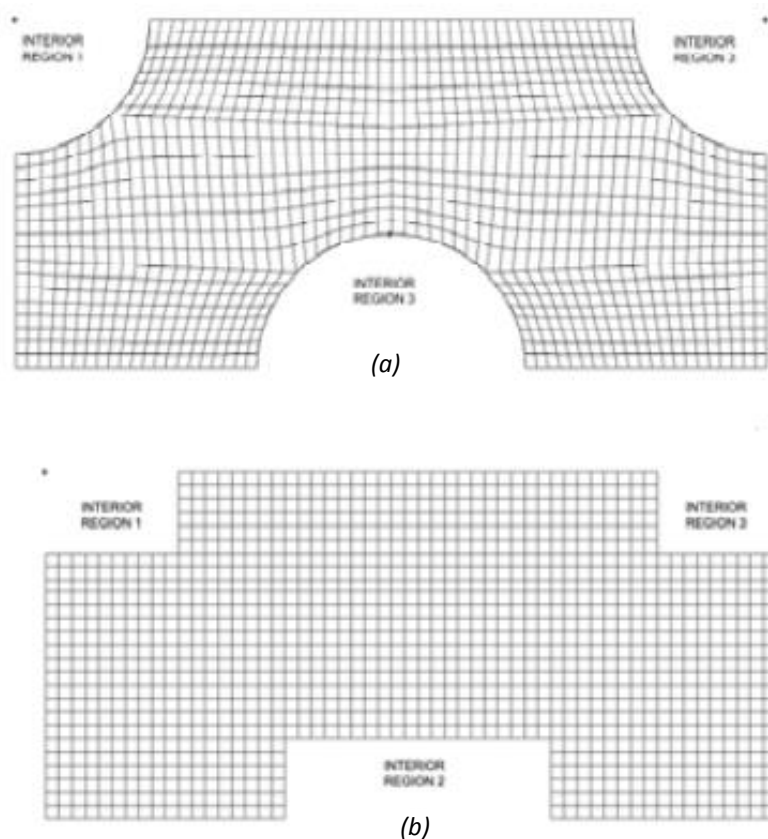 INTERIOR
REGION 1
INTERIOR
REGION 2
INTERIOR
REGION 3
(a)
INTERIOR
REGION 1
INTERIOR
REGION 3
INTERIOR
REGION 2
(b)